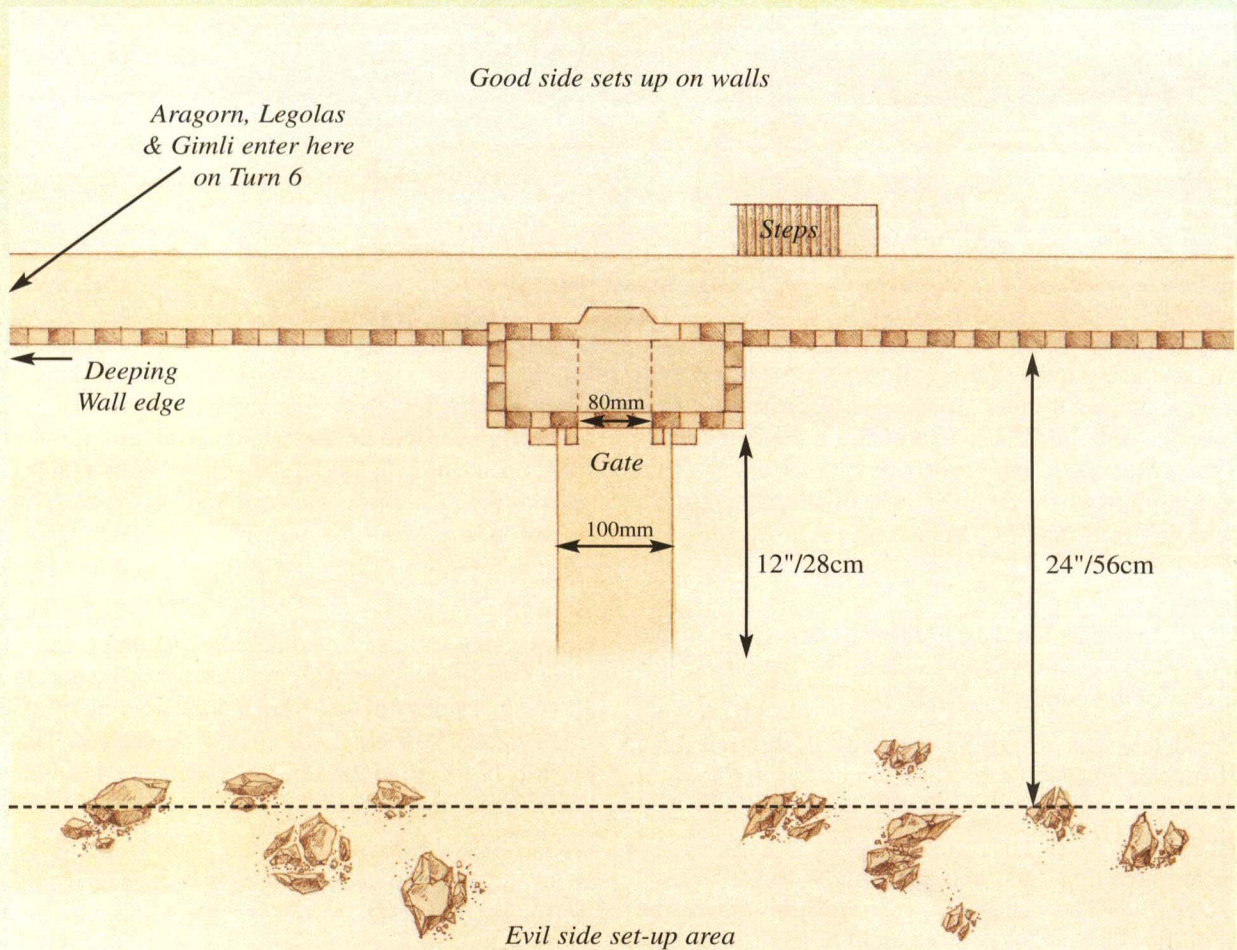 Good side sets up on walls
Aragorn, Legolas
& Gimli enter here
on Turn 6
Steps
Deeping
Wall edge
80mm
Gate
100mm
12"/28cm
24"/56cm
Evil side set-up area